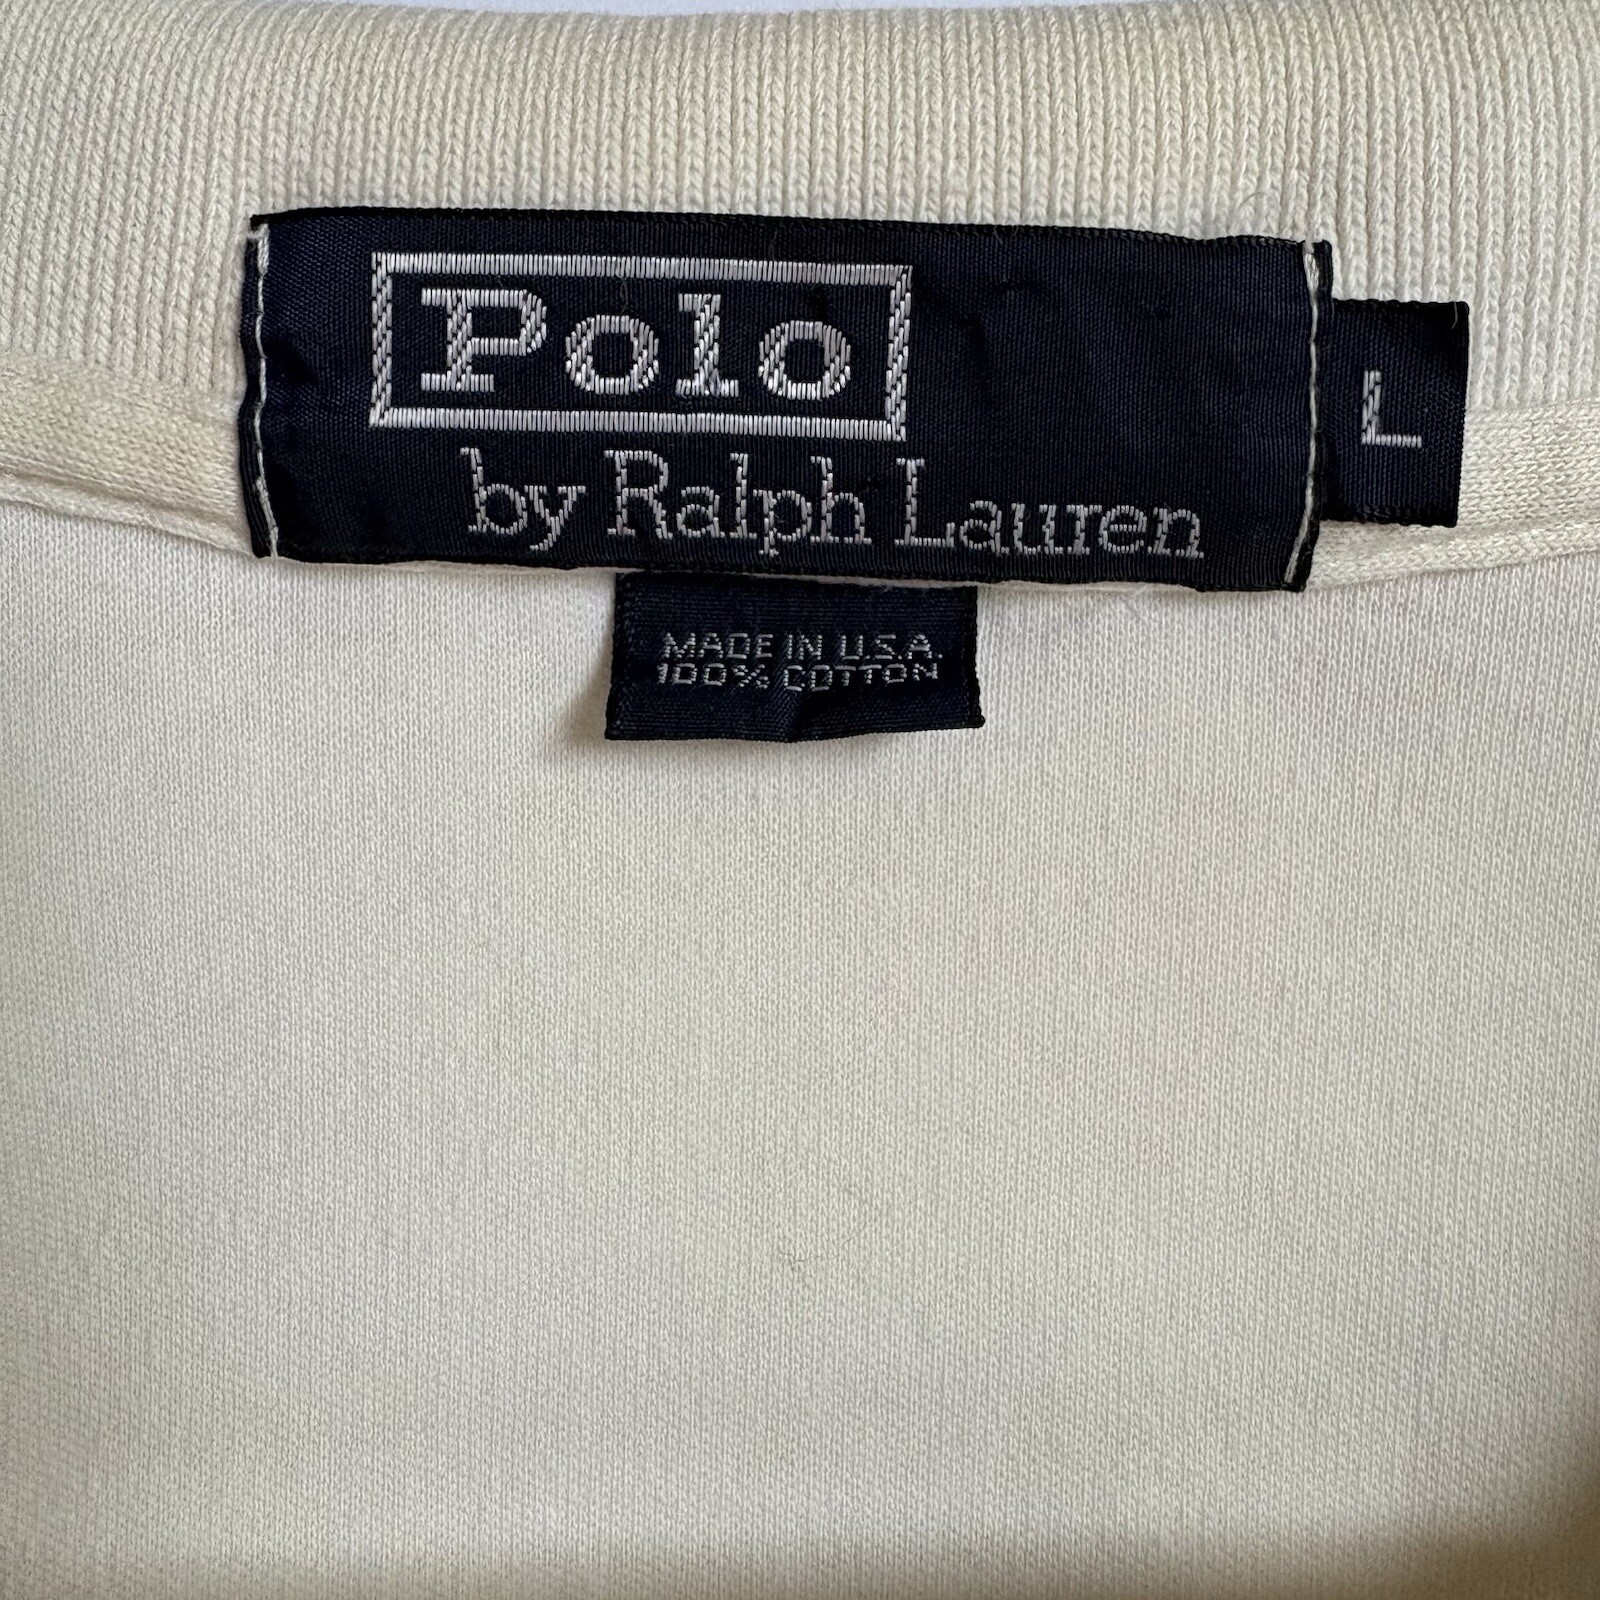 Polo
by Ralph Lauren
L
MADE IN U.S.A.
100% COTTON